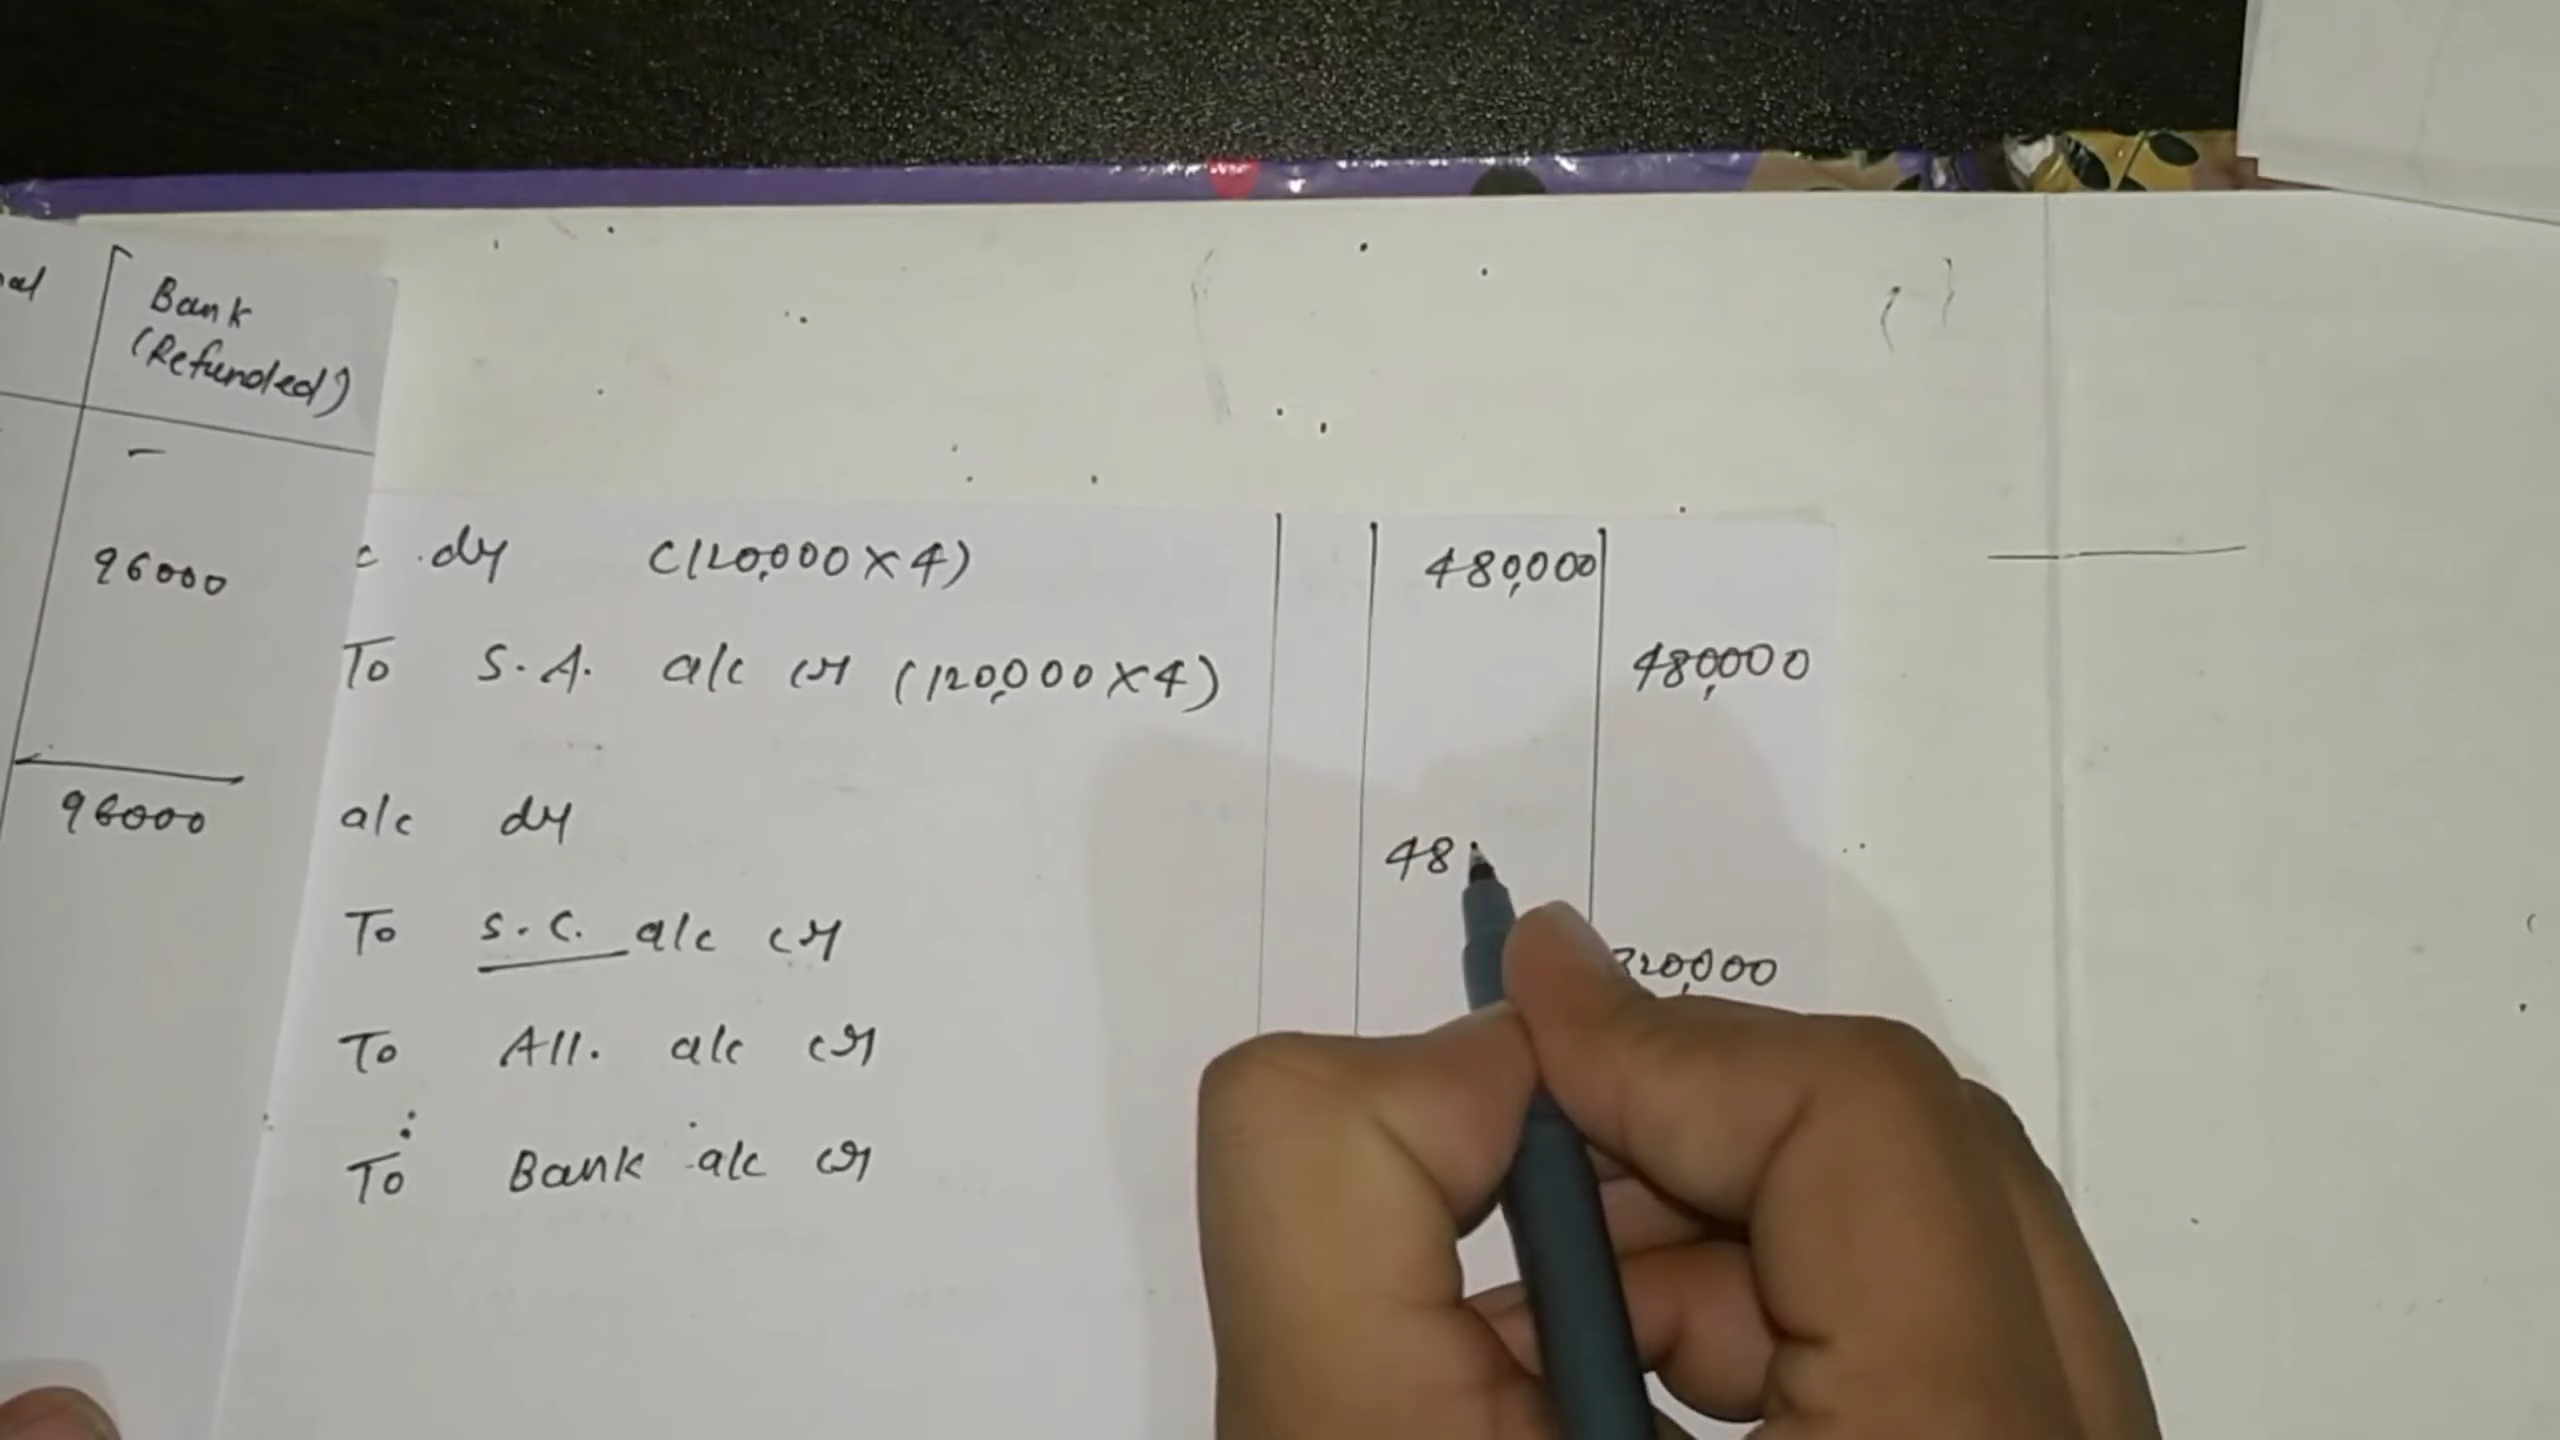 Bank
(Refunded)
-
96000
96000
c dr (120,000 × 4) 480,000
To S.A. a/c cr (120,000 × 4) 480,000
a/c dr 48
To S.C. a/c cr 320,000
To All. a/c cr
To Bank a/c cr